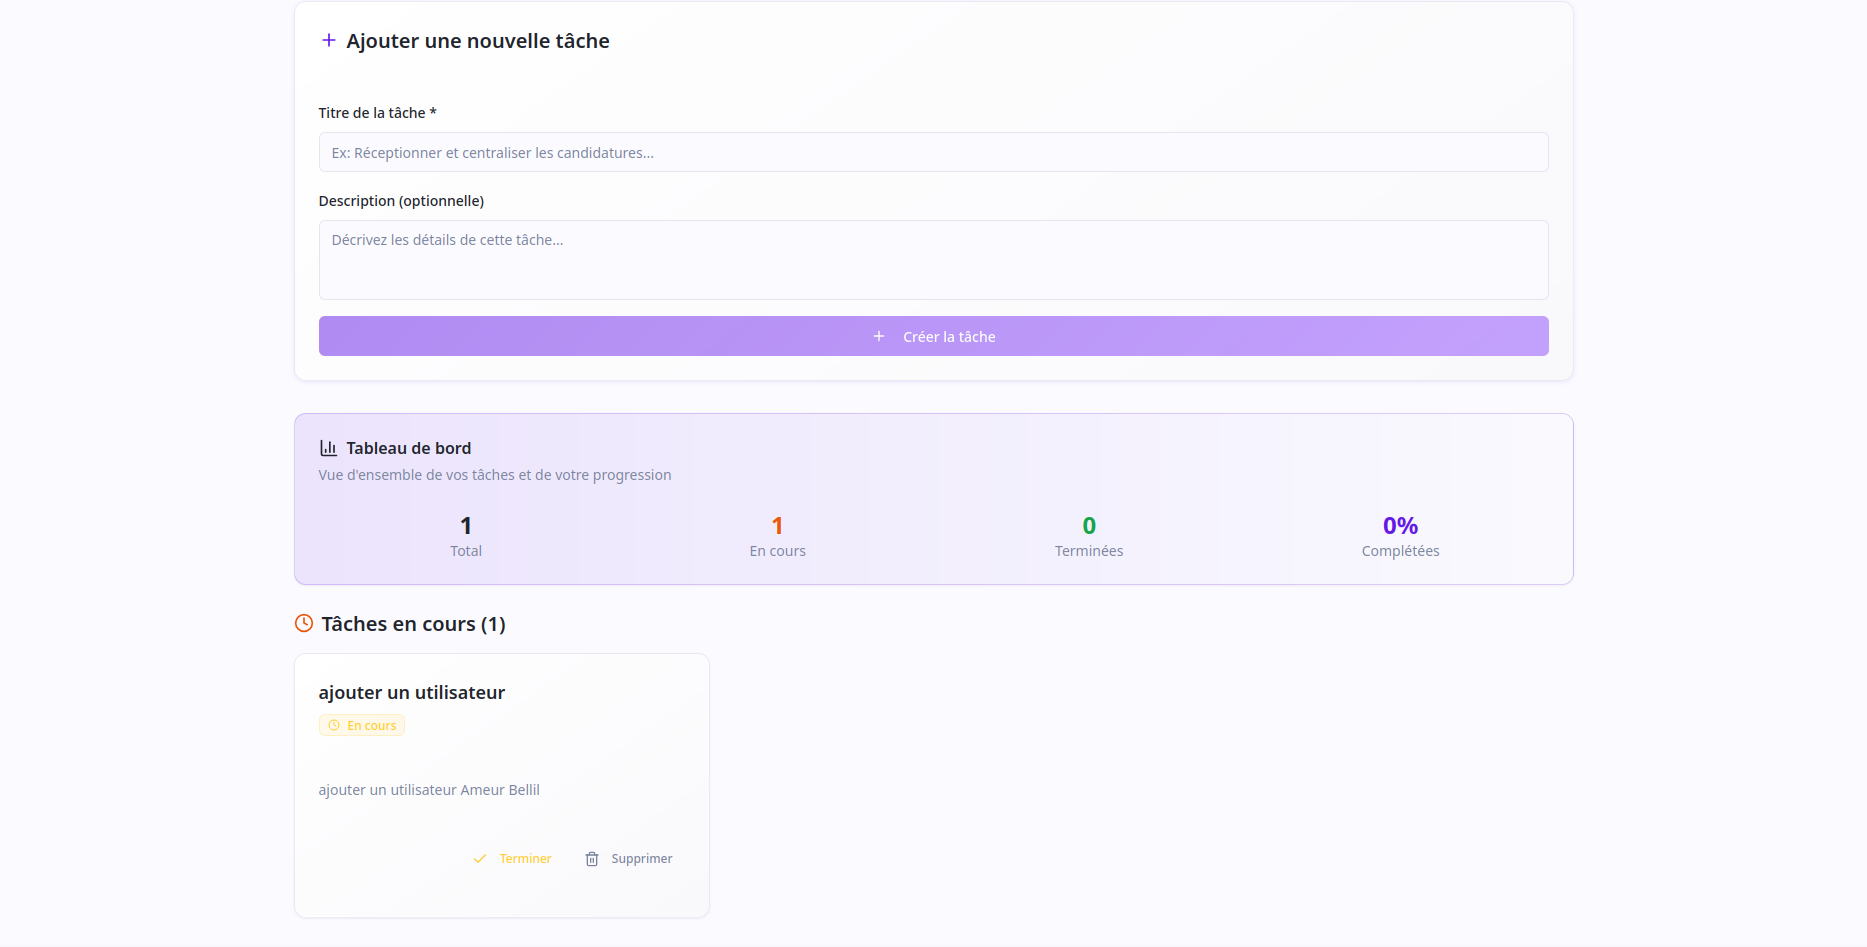 Ajouter une nouvelle tâche
Titre de la tâche *
Ex: Réceptionner et centraliser les candidatures...
Description (optionnelle)
Décrivez les détails de cette tâche...
Créer la tâche
Tableau de bord
Vue d'ensemble de vos tâches et de votre progression
1 1 0 0%
Total En cours Terminées Complétées
Tâches en cours (1)
ajouter un utilisateur
En cours
ajouter un utilisateur Ameur Bellil
Terminer Supprimer